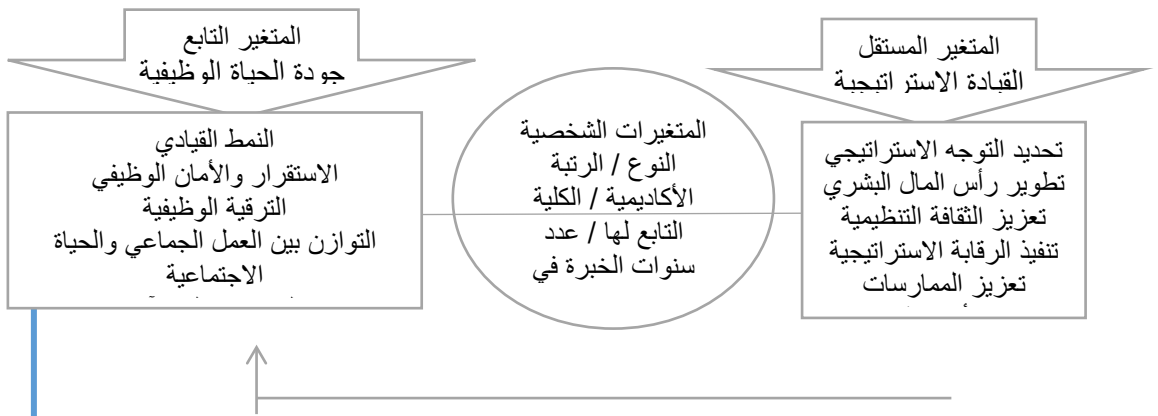 المتغير المستقل
القيادة الاستراتيجية
تحديد التوجه الاستراتيجي
تطوير رأس المال البشري
تعزيز الثقافة التنظيمية
تنفيذ الرقابة الاستراتيجية
تعزيز الممارسات
المتغيرات الشخصية
النوع / الرتبة
الأكاديمية / الكلية
التابع لها / عدد
سنوات الخبرة في
المتغير التابع
جودة الحياة الوظيفية
النمط القيادي
الاستقرار والأمان الوظيفي
الترقية الوظيفية
التوازن بين العمل الجماعي والحياة
الاجتماعية